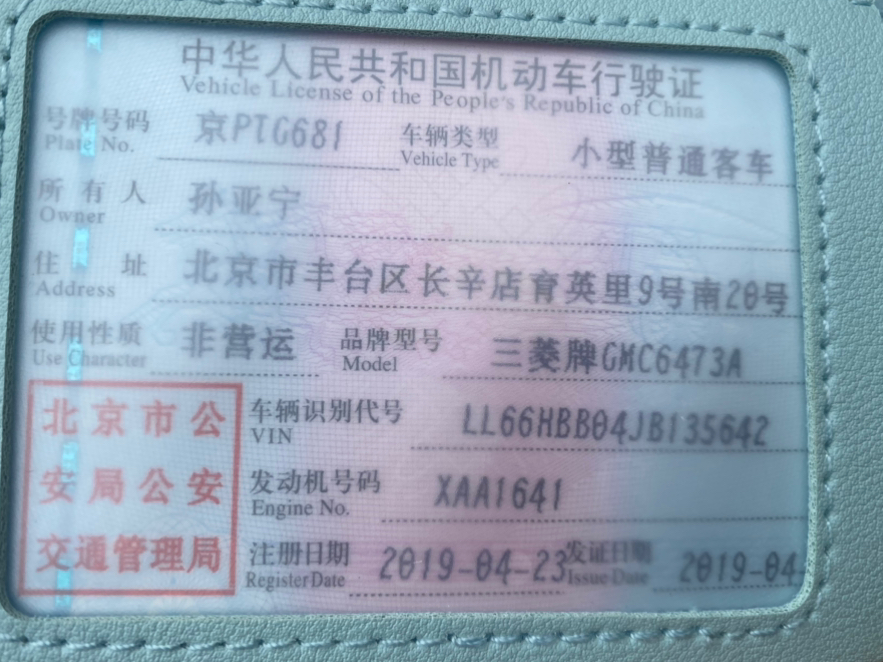 中华人民共和国机动车行驶证
Vehicle License of the People's Republic of China
号牌号码 京PTG681 车辆类型 小型普通客车
Plate No. Vehicle Type
所有人 孙亚宁
Owner
住址 北京市丰台区长辛店育英里9号南20号
Address
使用性质 非营运 品牌型号 三菱牌GMC6473A
Use Character Model
北京市公
安局公安
交通管理局
车辆识别代号 LL66HBB04JB135642
VIN
发动机号码 XAA1641
Engine No.
注册日期 2019-04-23 发证日期 2019-04
Register Date Issue Date